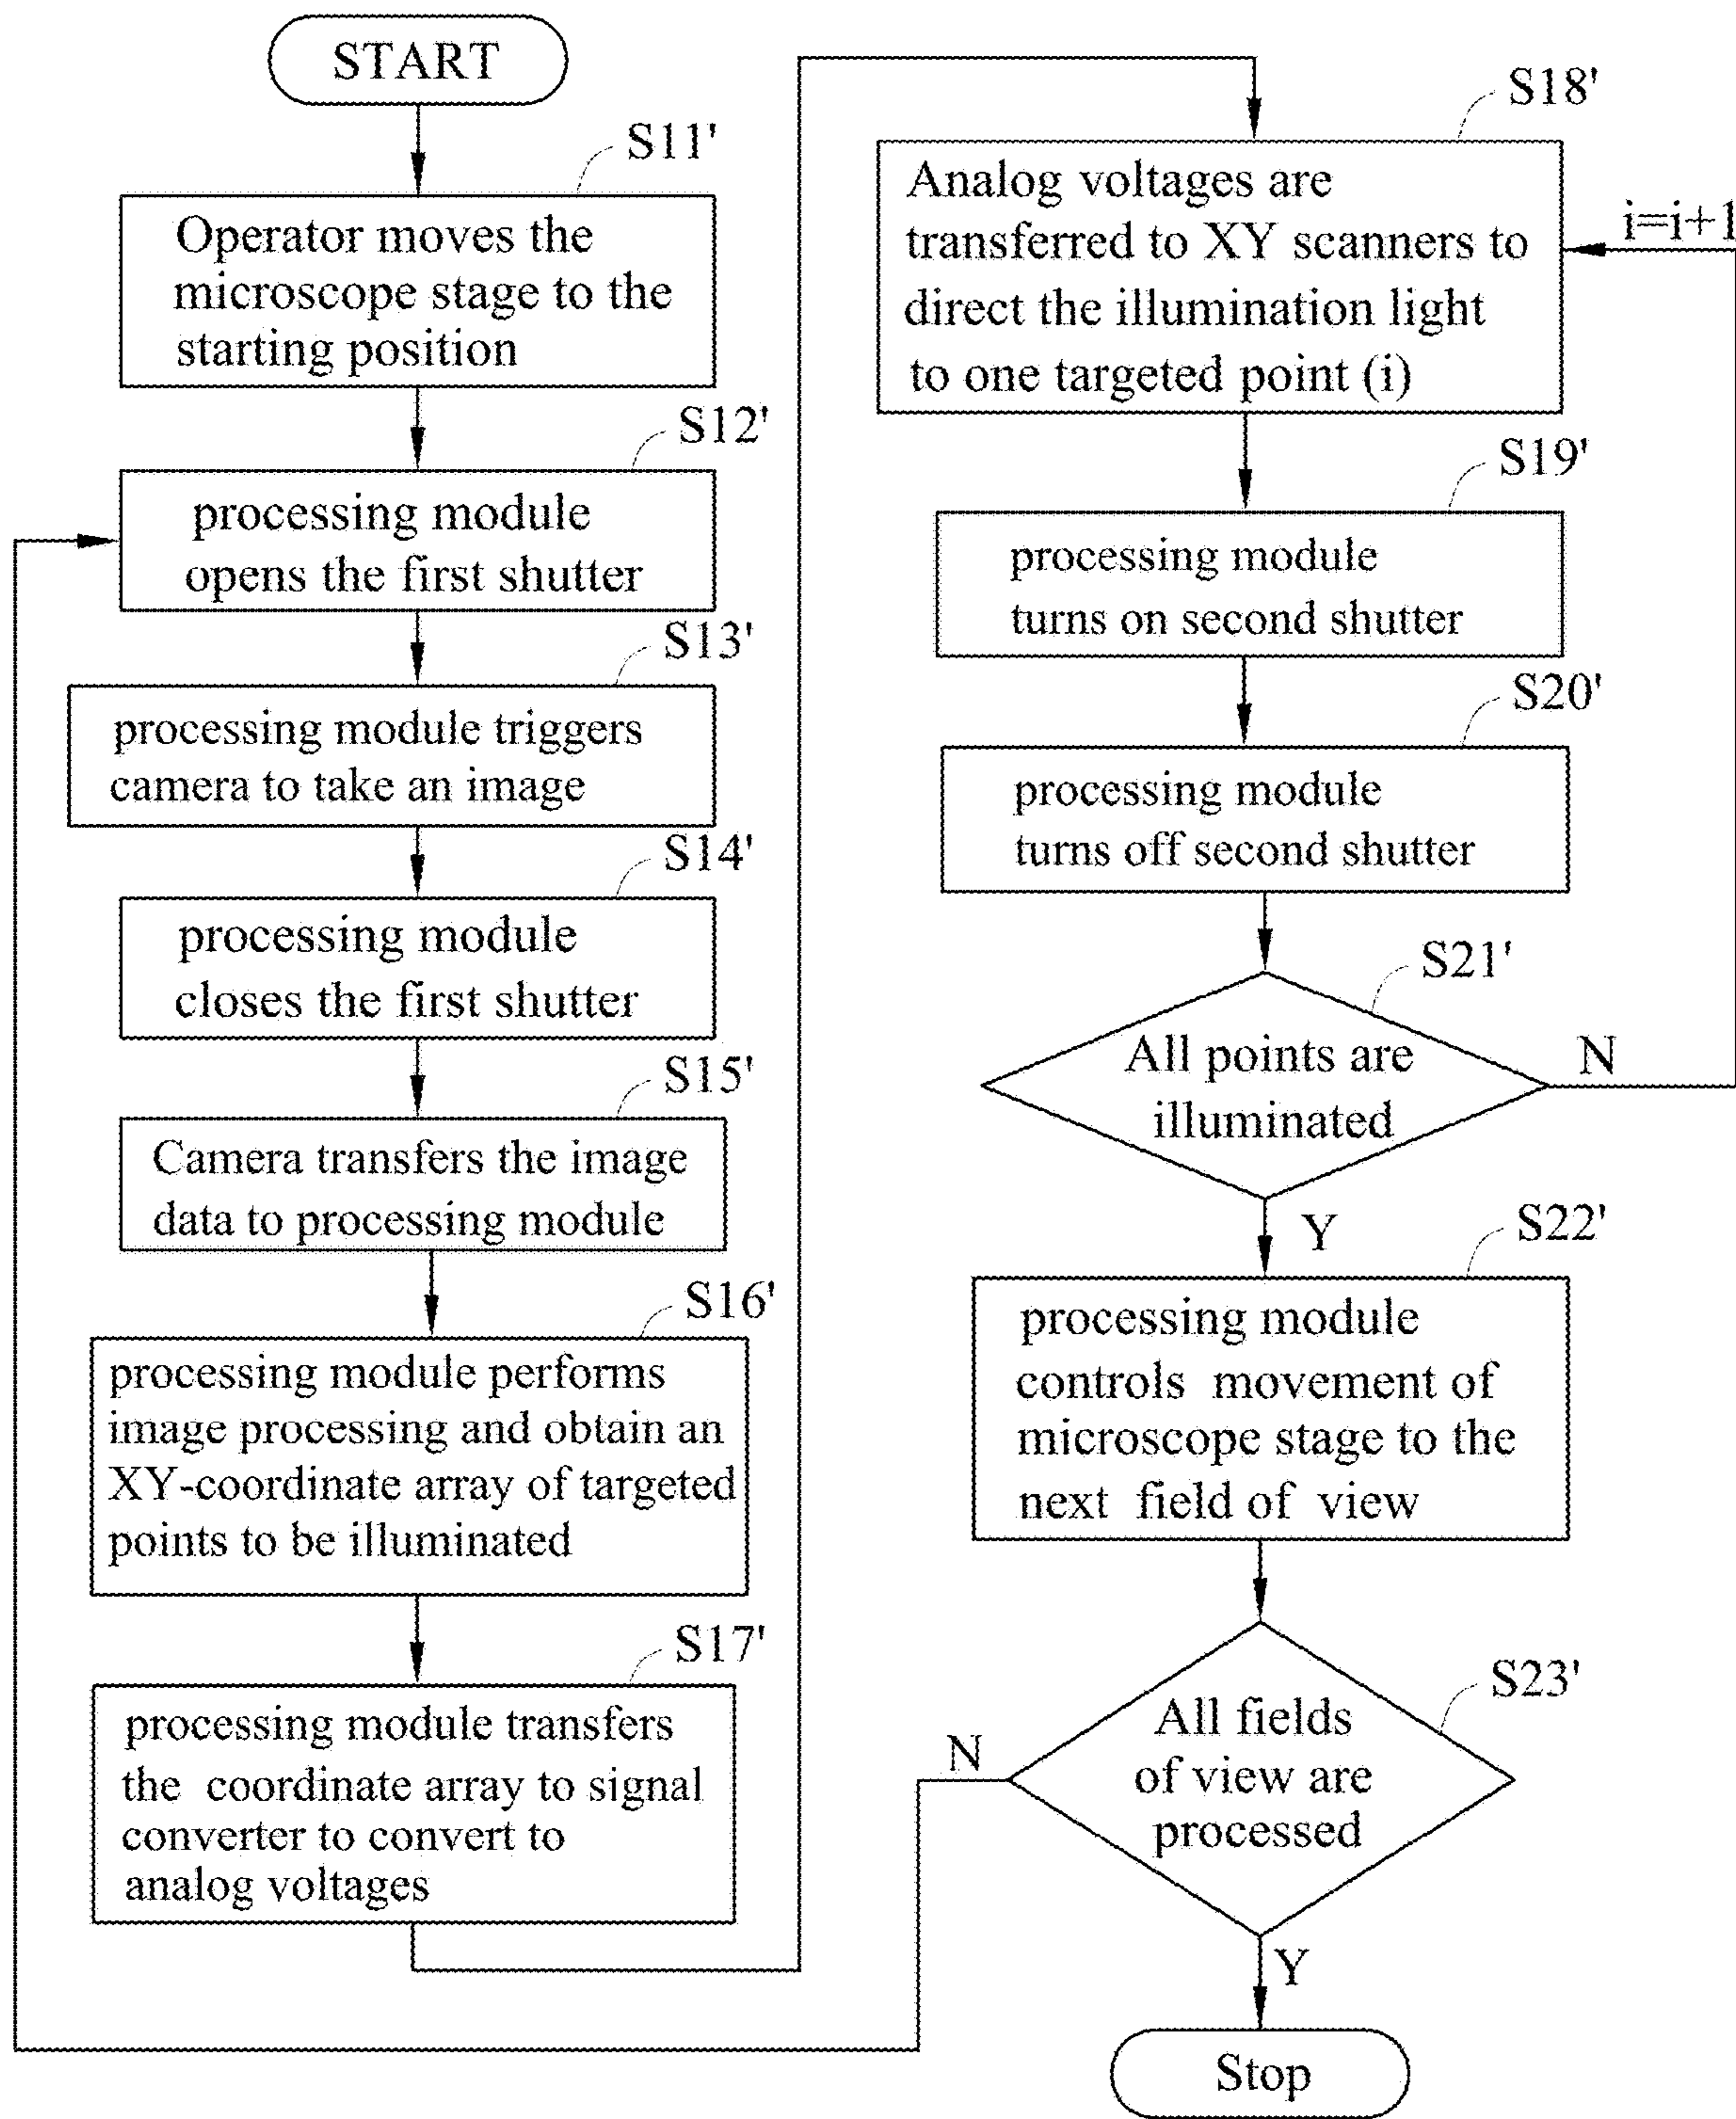 START
S11'
Operator moves the
microscope stage to the
starting position
S12'
processing module
opens the first shutter
S13'
processing module triggers
camera to take an image
S14'
processing module
closes the first shutter
S15'
Camera transfers the image
data to processing module
S16'
processing module performs
image processing and obtain an
XY-coordinate array of targeted
points to be illuminated
S17'
processing module transfers
the coordinate array to signal
converter to convert to
analog voltages
S18'
Analog voltages are
transferred to XY scanners to
direct the illumination light
to one targeted point (i)
i=i+1
S19'
processing module
turns on second shutter
S20'
processing module
turns off second shutter
S21'
All points are
illuminated
N
Y
S22'
processing module
controls movement of
microscope stage to the
next field of view
S23'
All fields
of view are
processed
N
Y
Stop